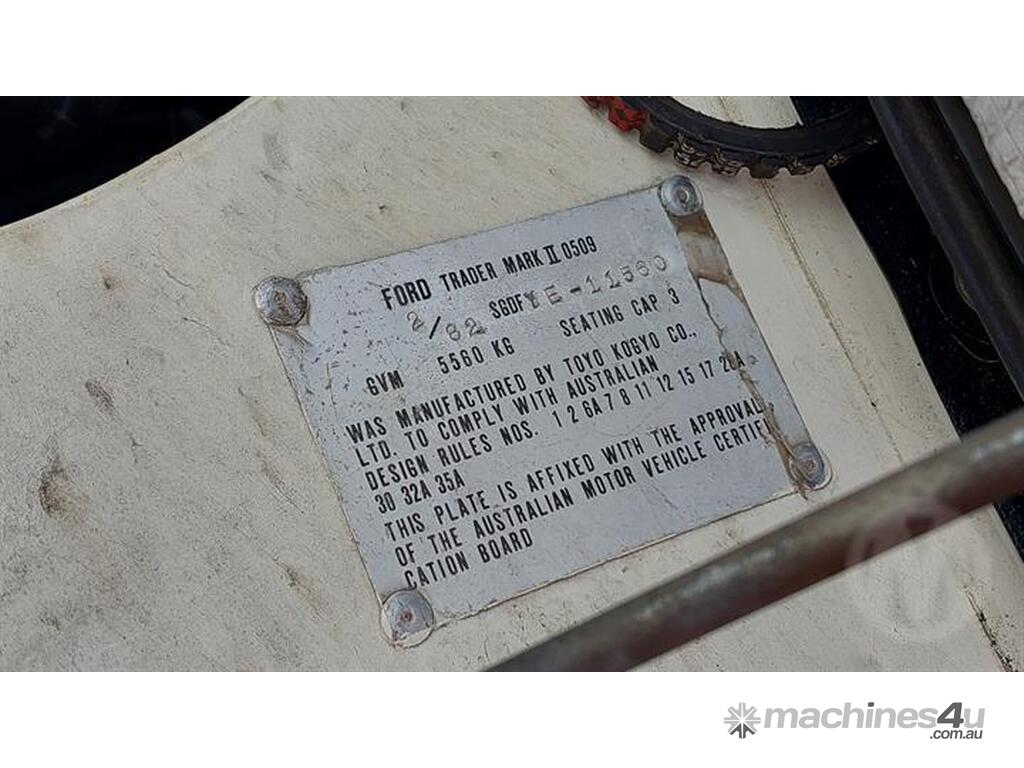 FORD TRADER MARK II 0509
2/82 SGDFYE-11560
GVM 5560 KG SEATING CAP 3
WAS MANUFACTURED BY TOYO KOGYO CO.,
LTD. TO COMPLY WITH AUSTRALIAN
DESIGN RULES NOS. 1 2 6A 7 8 11 12 15 17 20A
30 32A 35A
THIS PLATE IS AFFIXED WITH THE APPROVAL
OF THE AUSTRALIAN MOTOR VEHICLE CERTIFI
CATION BOARD
machines4u
.com.au